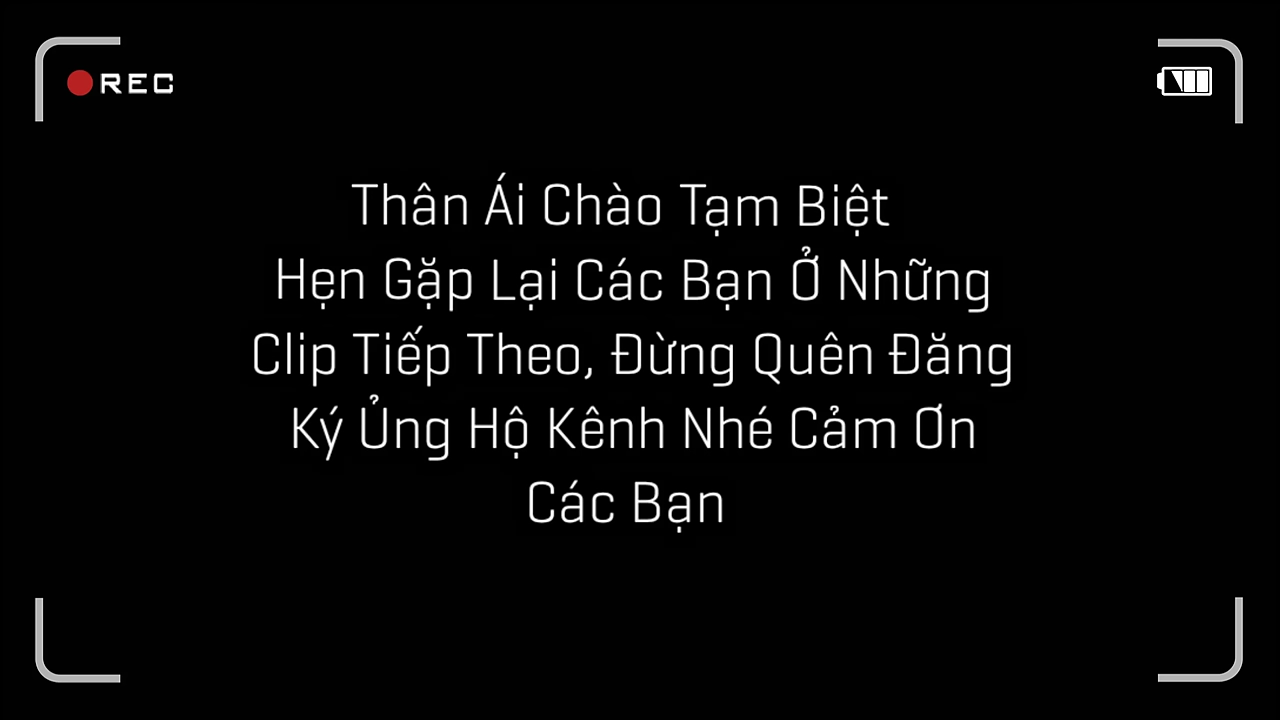 REC
Thân Ái Chào Tạm Biệt
Hẹn Gặp Lại Các Bạn Ở Những
Clip Tiếp Theo, Đừng Quên Đăng
Ký Ủng Hộ Kênh Nhé Cảm Ơn
Các Bạn